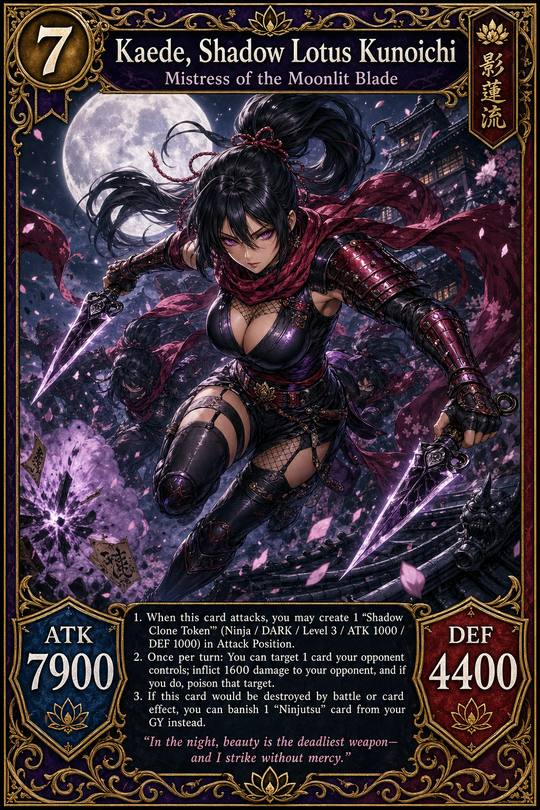 7
Kaede, Shadow Lotus Kunoichi
Mistress of the Moonlit Blade
影蓮流
ATK
7900
1. When this card attacks, you may create 1 “Shadow
Clone Token'” (Ninja / DARK / Level 3 / ATK 1000 /
DEF 1000) in Attack Position.
2. Once per turn: You can target 1 card your opponent
controls; inflict 1600 damage to your opponent, and if
you do, poison that target.
3. If this card would be destroyed by battle or card
effect, you can banish 1 “Ninjutsu” card from your
GY instead.
“In the night, beauty is the deadliest weapon—
and I strike without mercy.”
DEF
4400